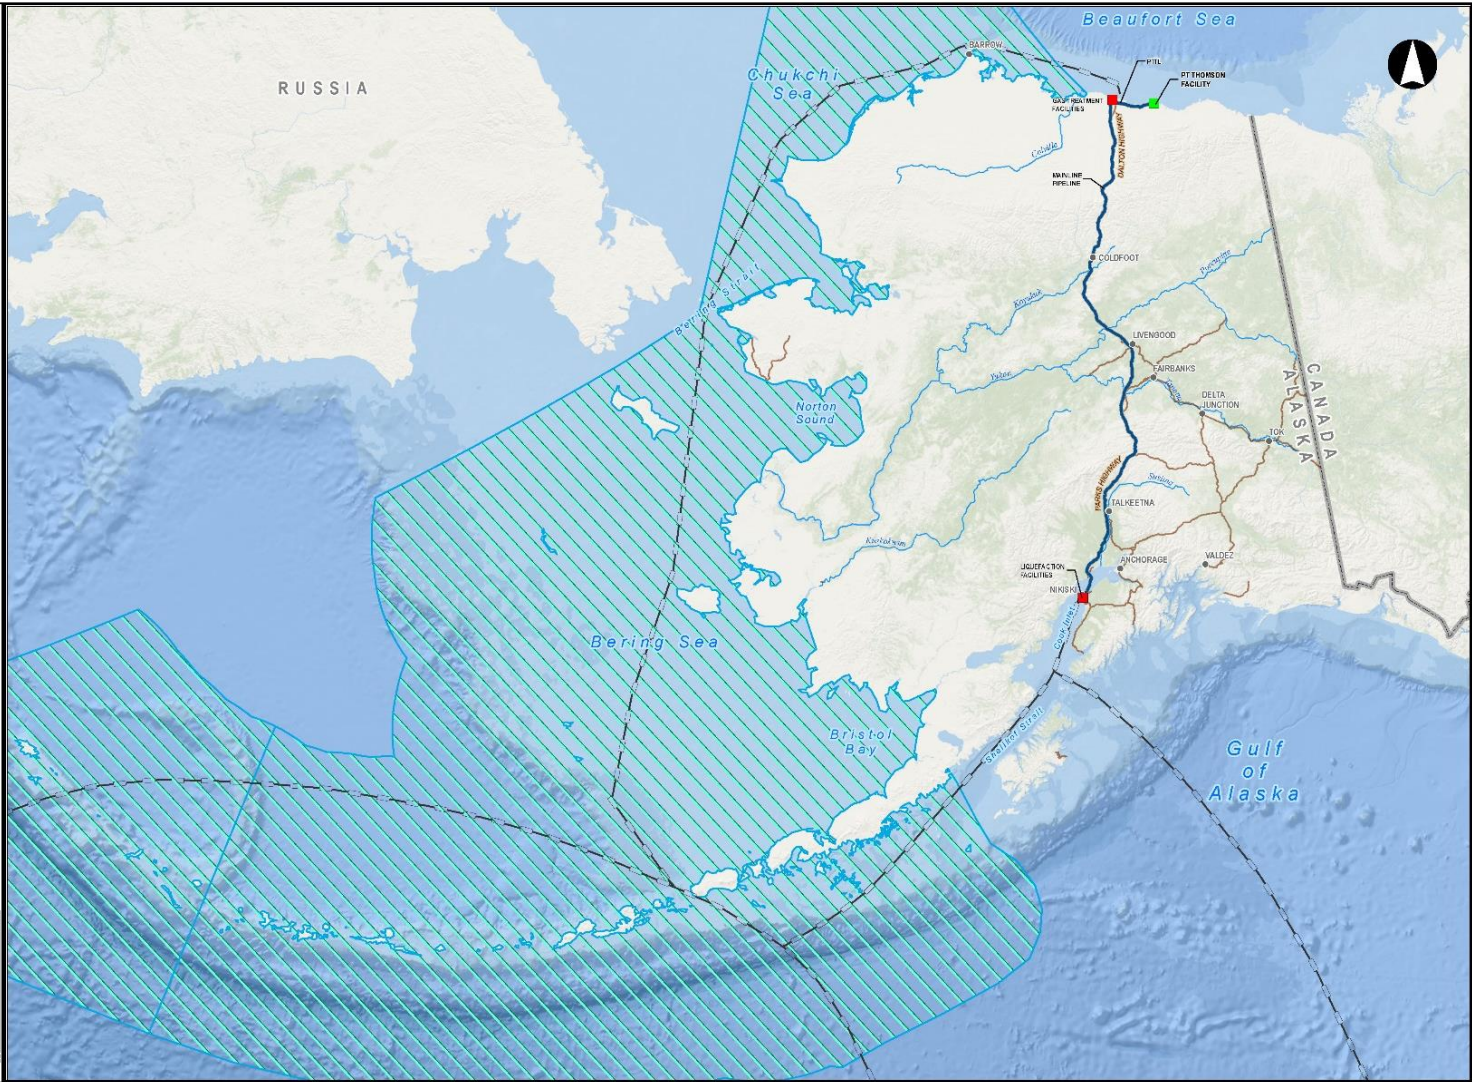 Beaufort Sea
RUSSIA
BARROW
Chukchi
Sea
PTTL
PT THOMSON
FACILITY
GAS TREATMENT
FACILITIES
DALTON HIGHWAY
Colville
MAINLINE
PIPELINE
COLDFOOT
Porcupine
Koyukuk
Bering Strait
LIVENGOOD
FAIRBANKS
Yukon
Tanana
DELTA
JUNCTION
CANADA
ALASKA
Norton
Sound
TOK
PARKS HIGHWAY
Susitna
TALKEETNA
Kuskokwim
ANCHORAGE
VALDEZ
LIQUEFACTION
FACILITIES
NIKISKI
Cook Inlet
Bering Sea
Bristol
Bay
Shelikof Strait
Gulf
of
Alaska